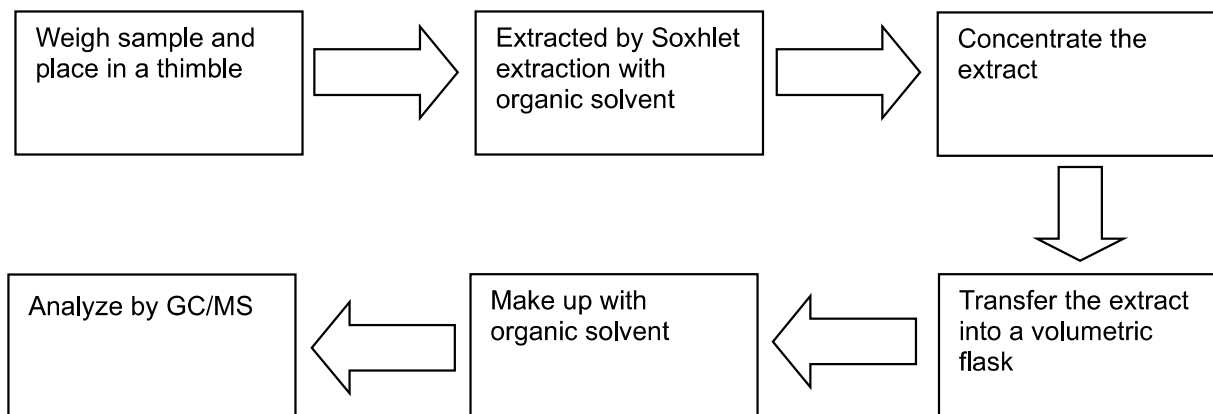 Weigh sample and
place in a thimble
Extracted by Soxhlet
extraction with
organic solvent
Concentrate the
extract
Transfer the extract
into a volumetric
flask
Make up with
organic solvent
Analyze by GC/MS